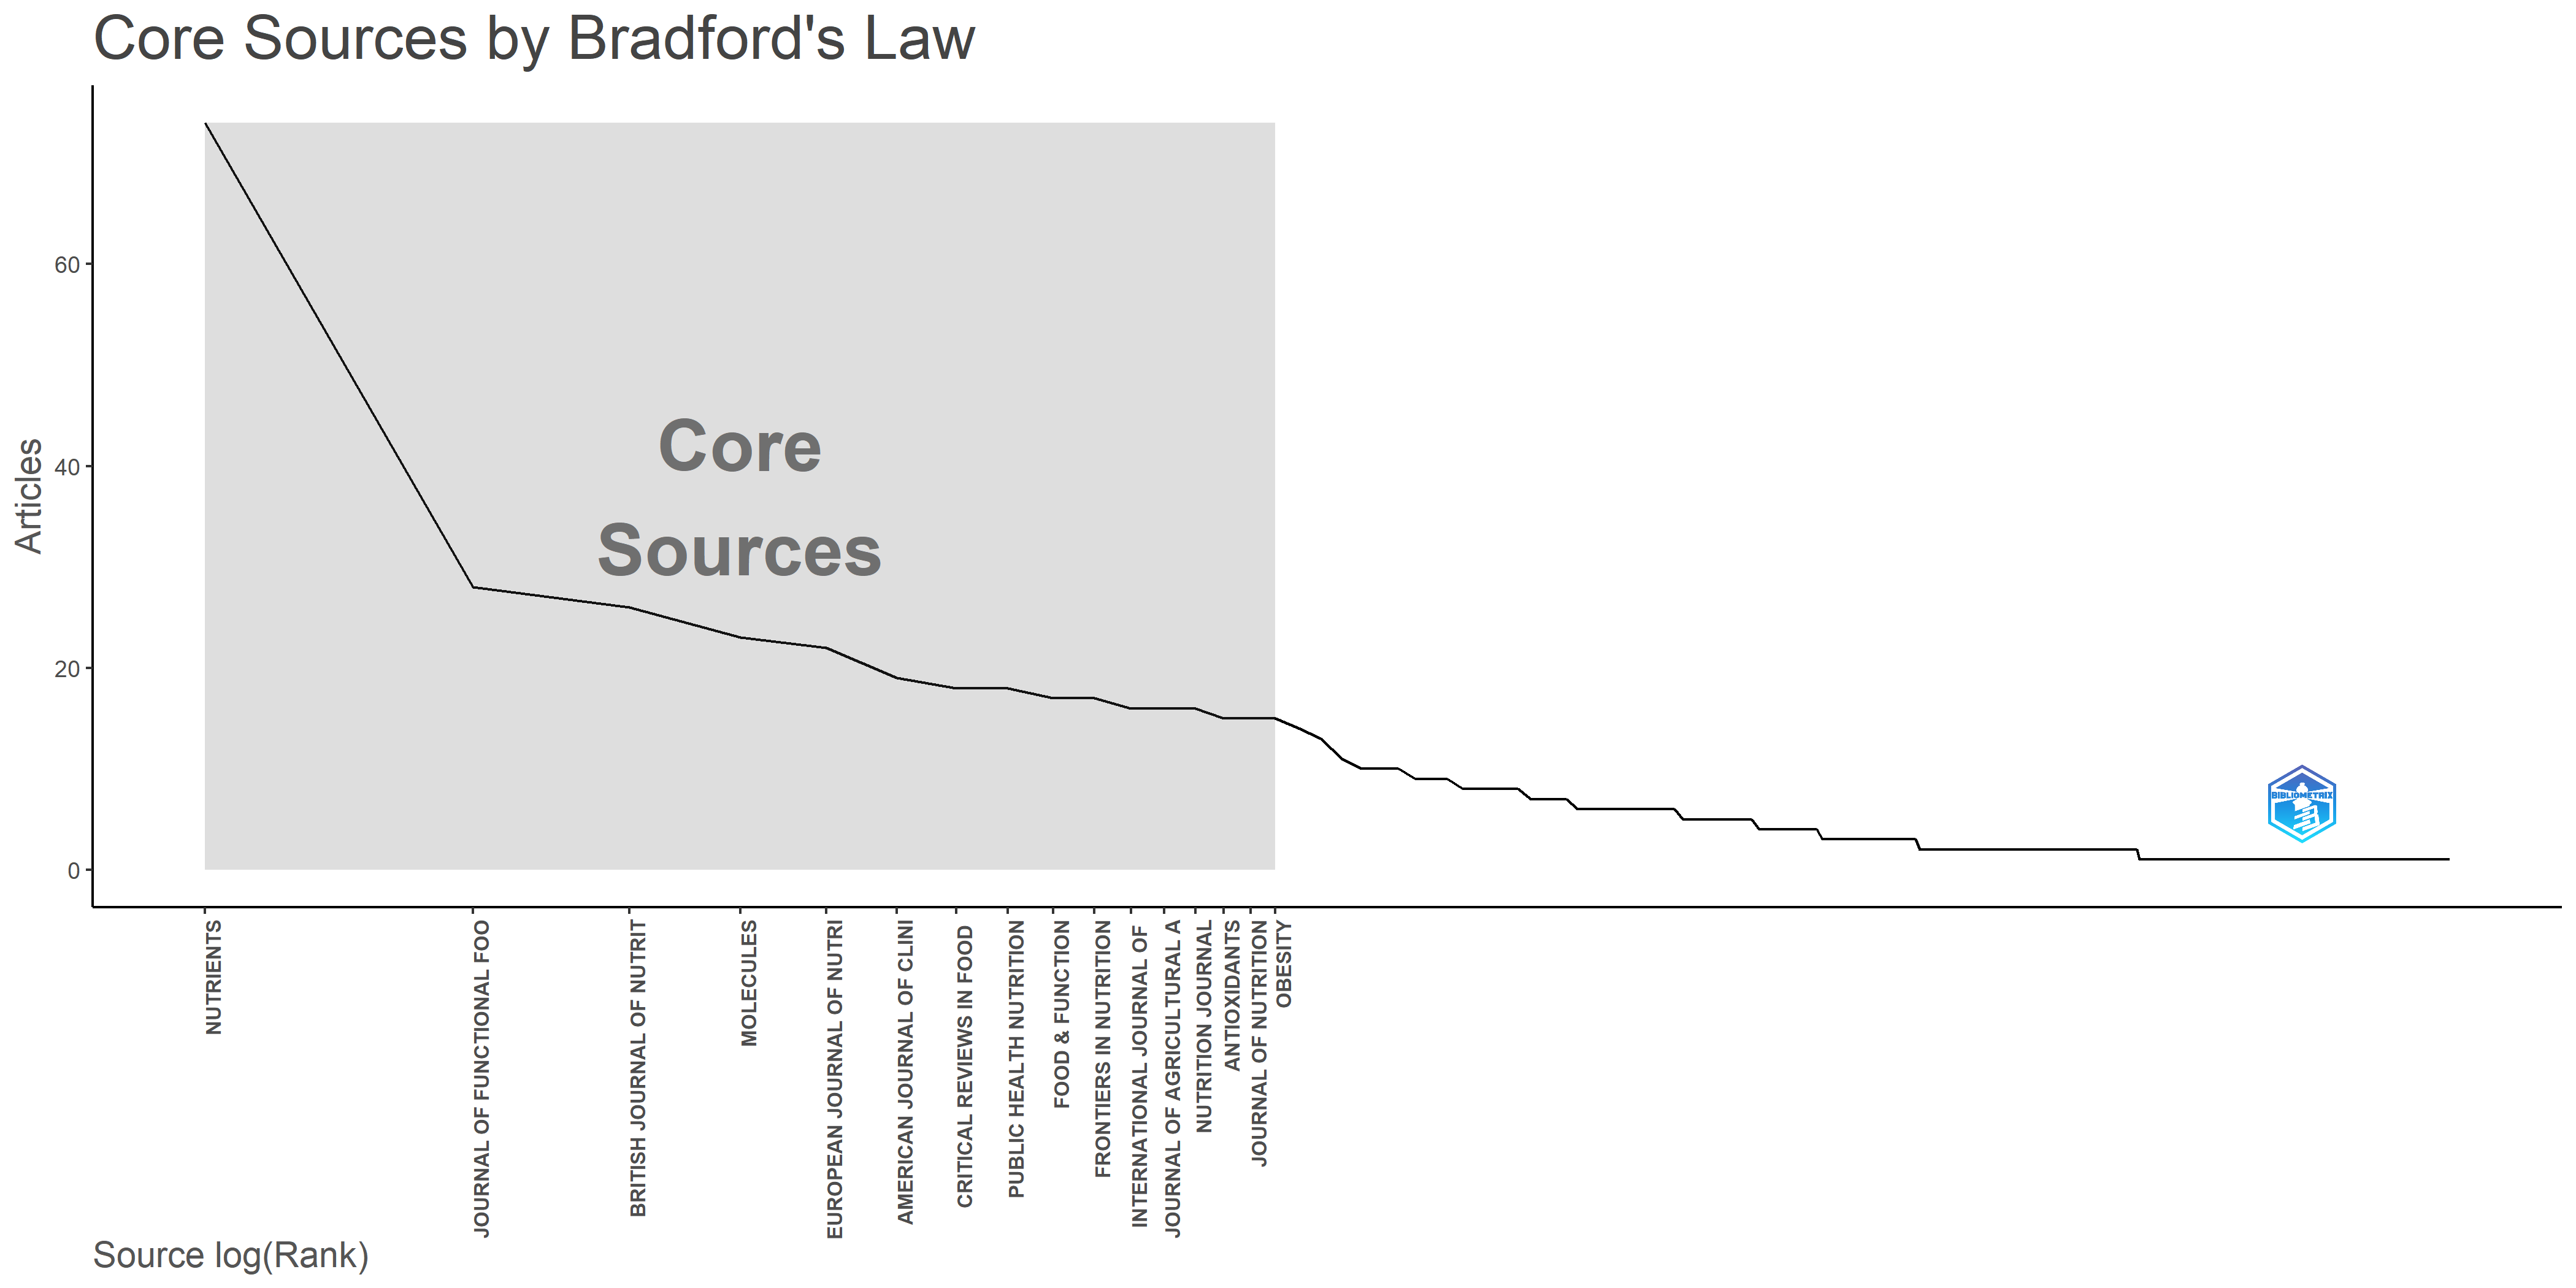 Core Sources by Bradford's Law
Articles
60
40
20
0
Core
Sources
BIBLIOMETRIX
NUTRIENTS
JOURNAL OF FUNCTIONAL FOO
BRITISH JOURNAL OF NUTRIT
MOLECULES
EUROPEAN JOURNAL OF NUTRI
AMERICAN JOURNAL OF CLINI
CRITICAL REVIEWS IN FOOD
PUBLIC HEALTH NUTRITION
FOOD & FUNCTION
FRONTIERS IN NUTRITION
INTERNATIONAL JOURNAL OF
JOURNAL OF AGRICULTURAL A
NUTRITION JOURNAL
ANTIOXIDANTS
JOURNAL OF NUTRITION
OBESITY
Source log(Rank)